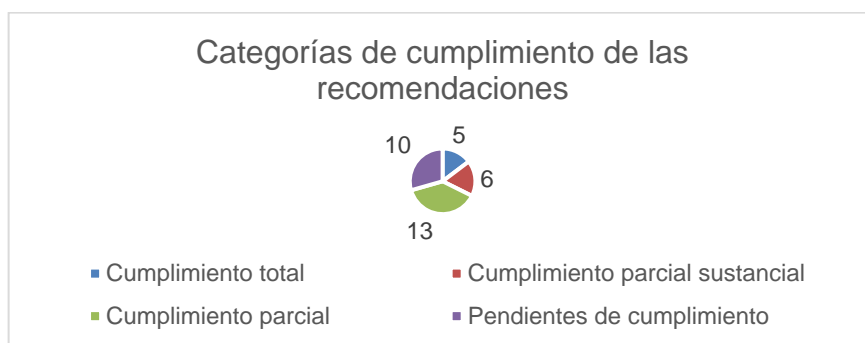 Categorías de cumplimiento de las
recomendaciones
5
10
6
13
Cumplimiento total
Cumplimiento parcial sustancial
Cumplimiento parcial
Pendientes de cumplimiento